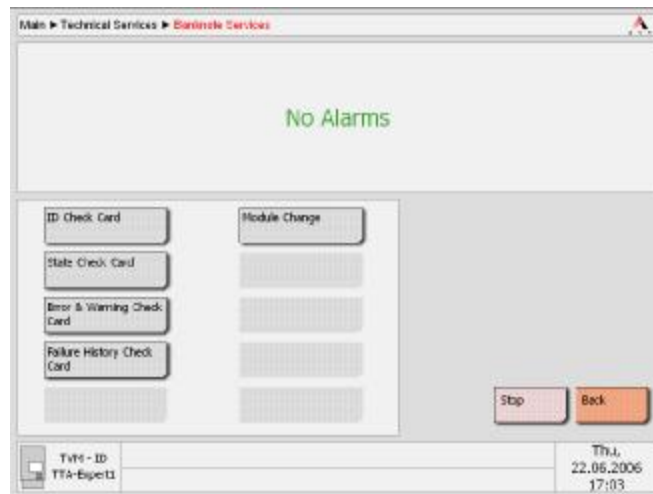 Main ▶ Technical Services ▶ Banknote Services
No Alarms
ID Check Card
Module Change
State Check Card
Error & Warning Check
Card
Failure History Check
Card
Stop
Back
TVM - ID
TTA-Expert1
Thu,
22.06.2006
17:03